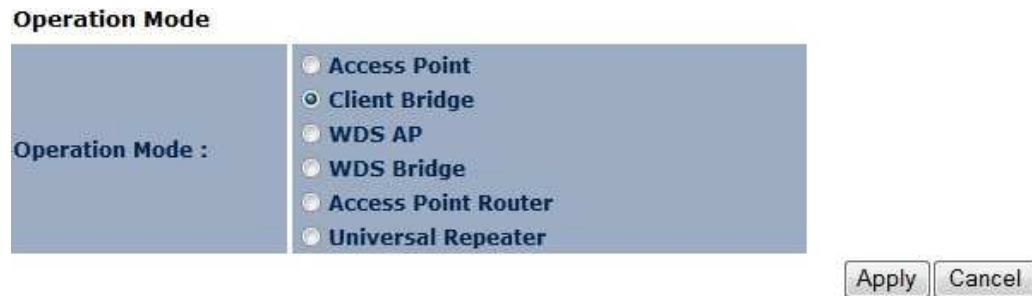 Operation Mode
Operation Mode :
Access Point
Client Bridge
WDS AP
WDS Bridge
Access Point Router
Universal Repeater
Apply Cancel